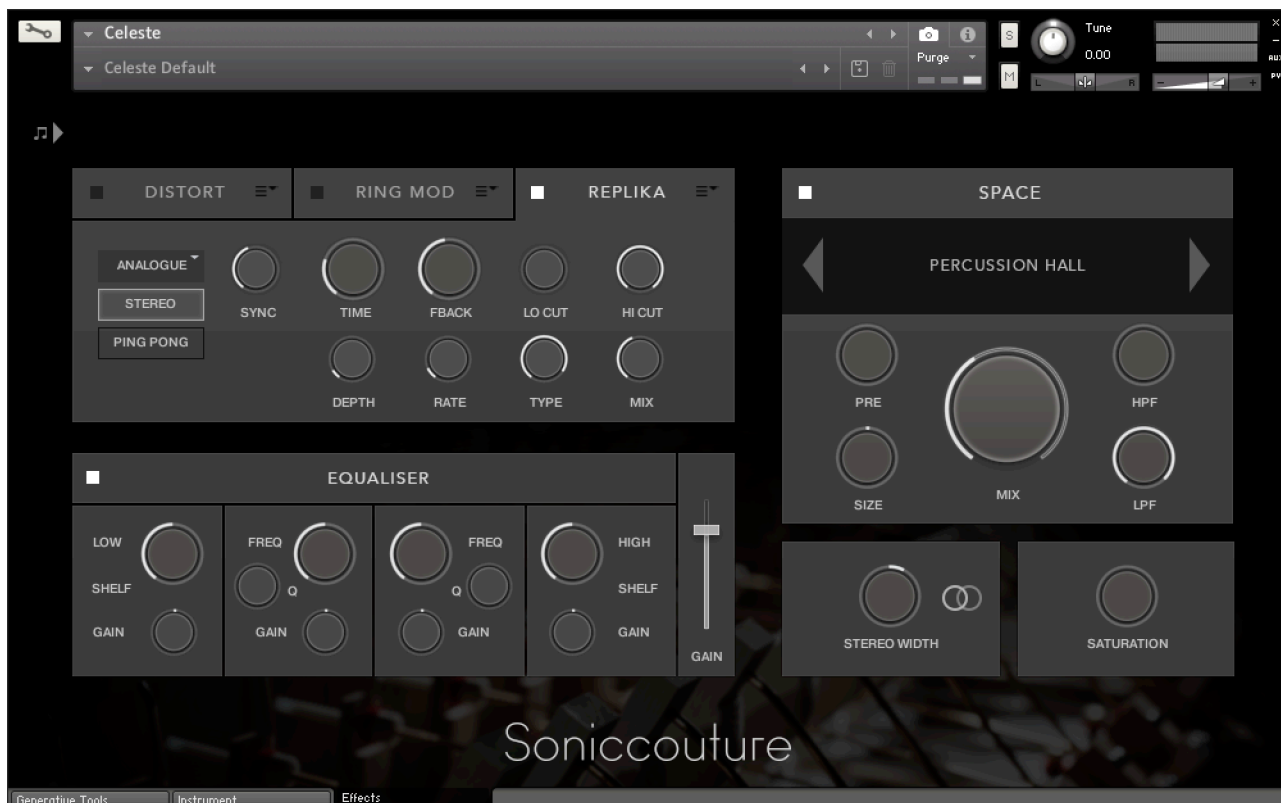 Celeste
Celeste Default
Purge
S
M
Tune
0.00
L R
- +
×
-
AUX
PV
DISTORT
RING MOD
REPLIKA
ANALOGUE
STEREO
PING PONG
SYNC
TIME
FBACK
LO CUT
HI CUT
DEPTH
RATE
TYPE
MIX
SPACE
PERCUSSION HALL
PRE
HPF
SIZE
MIX
LPF
EQUALISER
LOW
SHELF
GAIN
FREQ
Q
GAIN
FREQ
Q
GAIN
HIGH
SHELF
GAIN
GAIN
STEREO WIDTH
SATURATION
Soniccouture
Generative Tools
Instrument
Effects